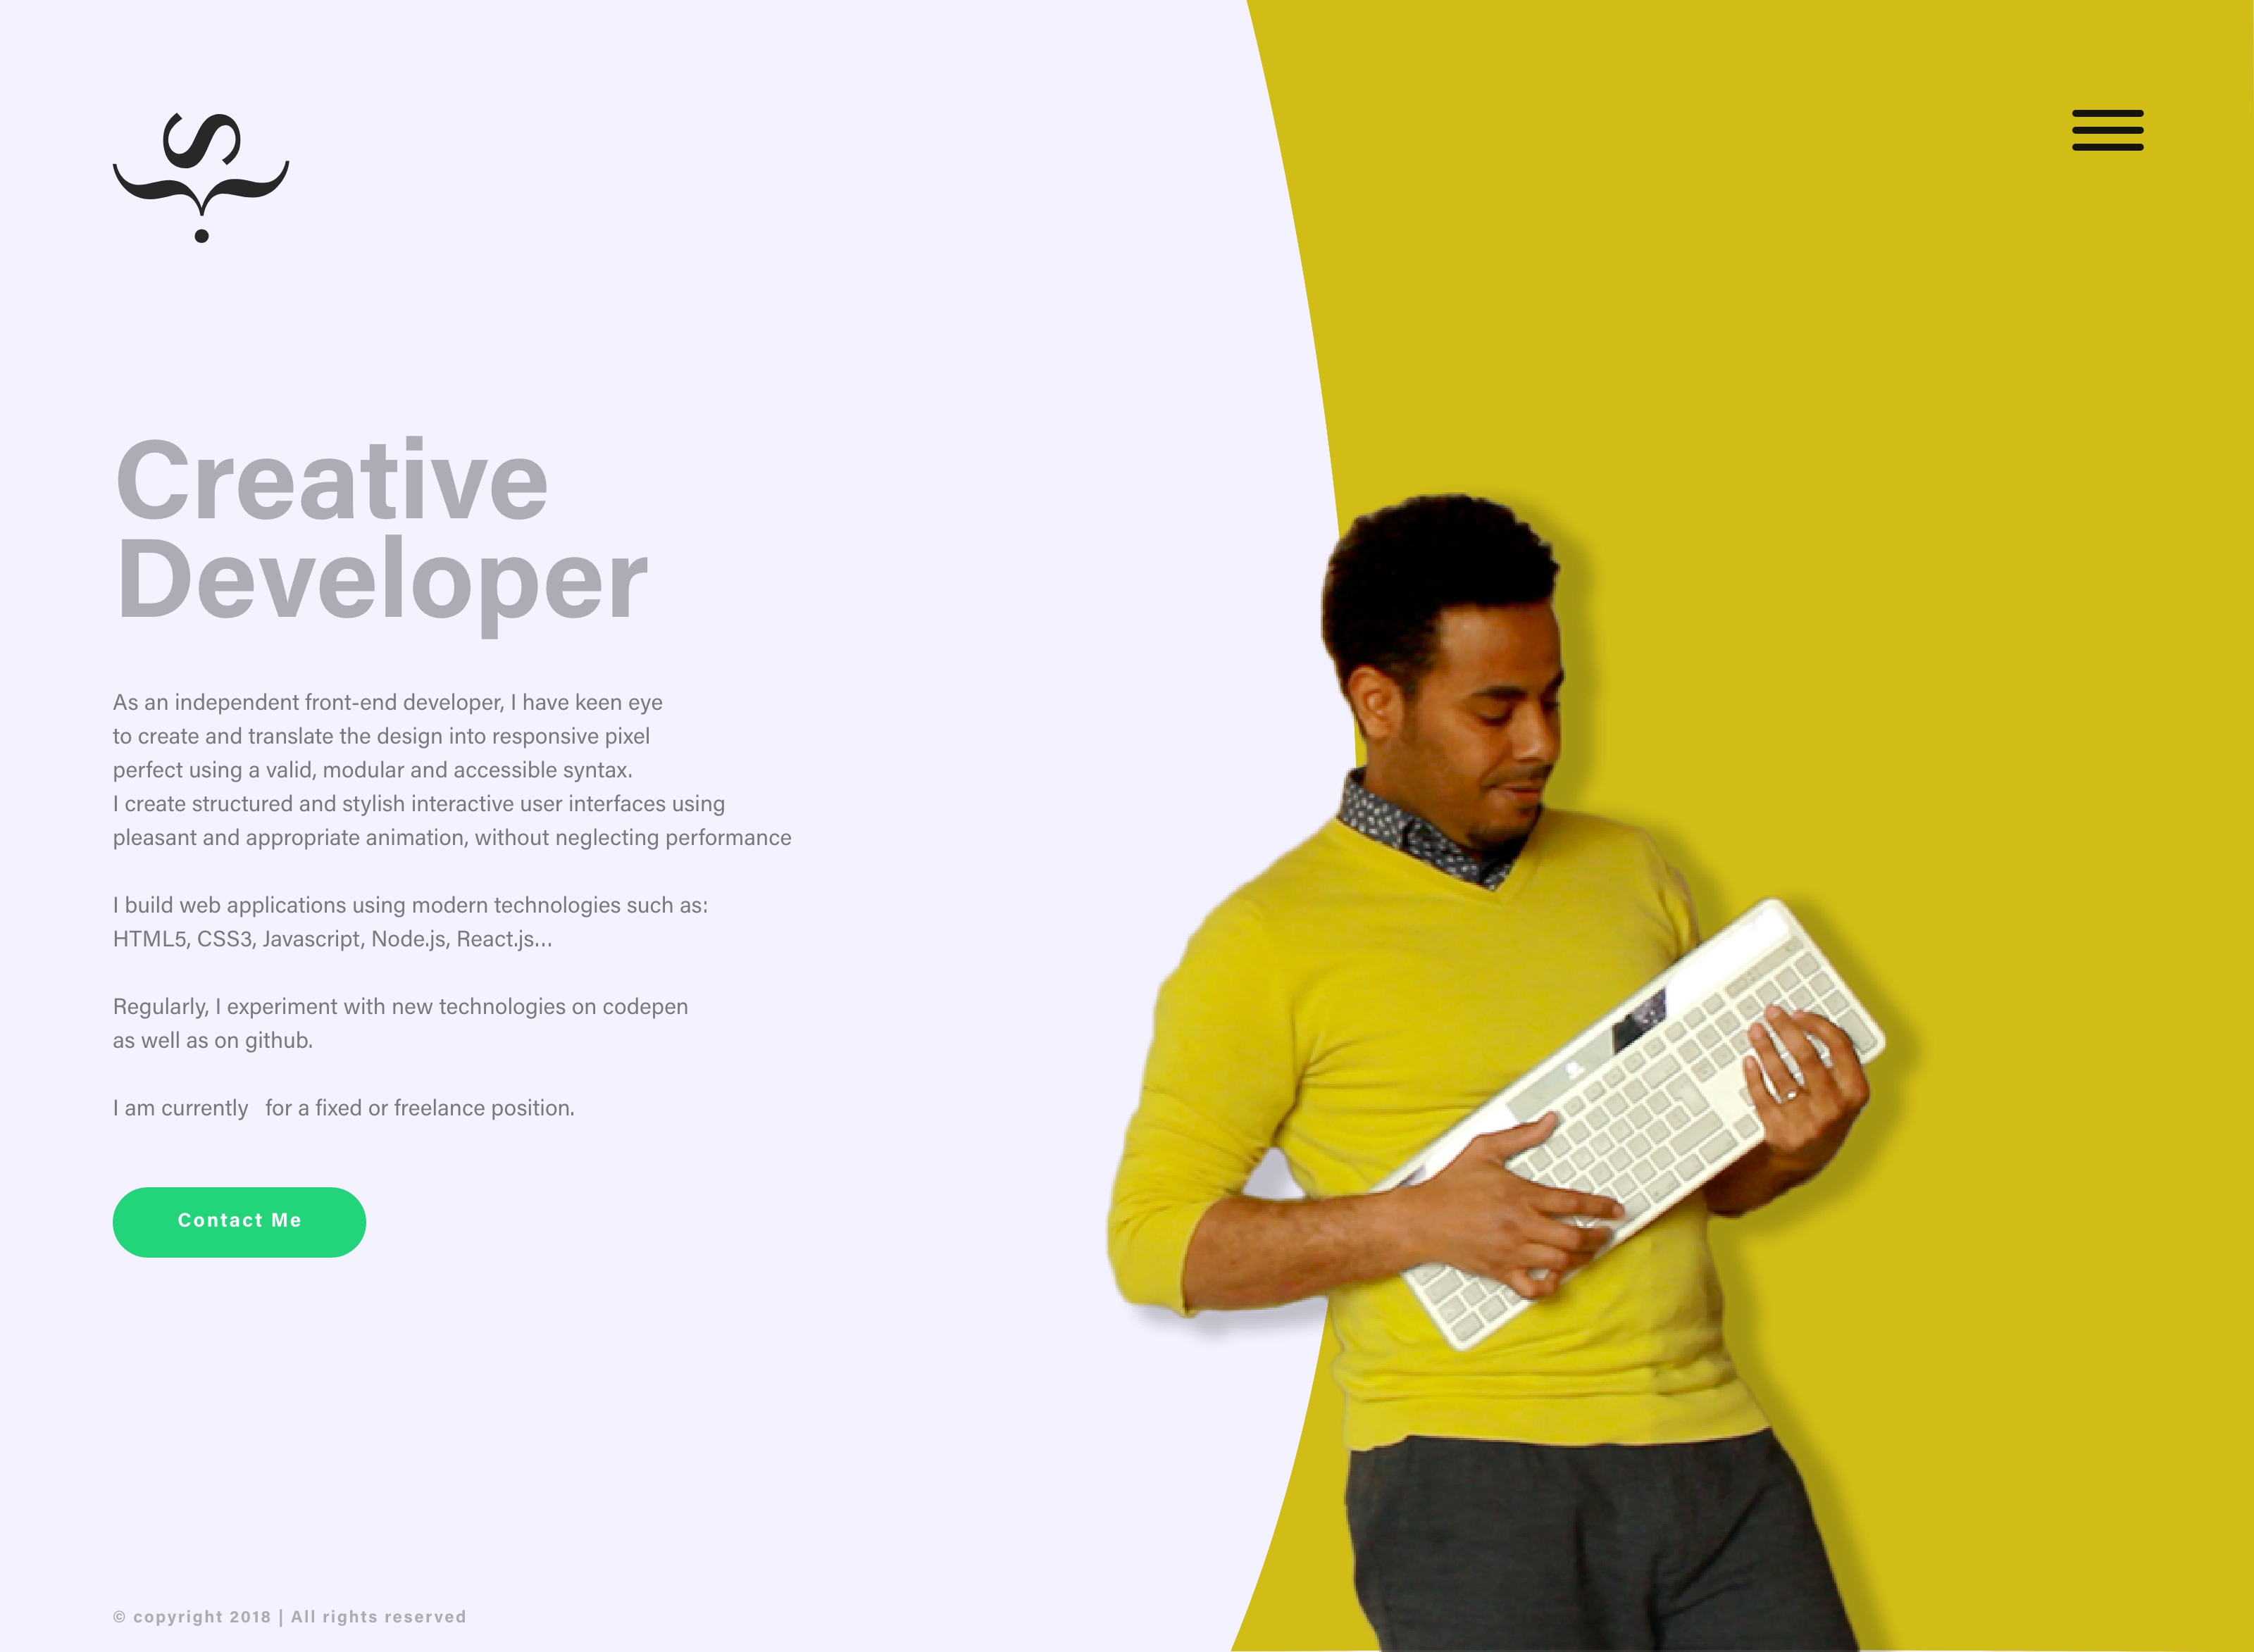 Creative
Developer
As an independent front-end developer, I have keen eye
to create and translate the design into responsive pixel
perfect using a valid, modular and accessible syntax.
I create structured and stylish interactive user interfaces using
pleasant and appropriate animation, without neglecting performance
I build web applications using modern technologies such as:
HTML5, CSS3, Javascript, Node.js, React.js...
Regularly, I experiment with new technologies on codepen
as well as on github.
I am currently   for a fixed or freelance position.
Contact Me
© copyright 2018 | All rights reserved